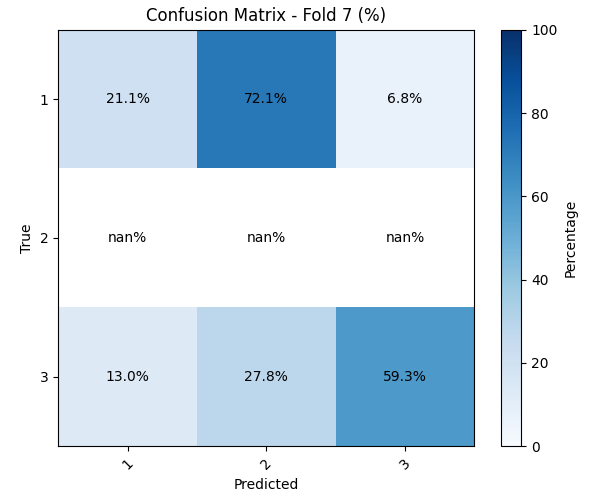 Confusion Matrix - Fold 7 (%)
True
1
21.1%
72.1%
6.8%
2
nan%
nan%
nan%
3
13.0%
27.8%
59.3%
1
2
3
Predicted
100
80
60
40
20
0
Percentage